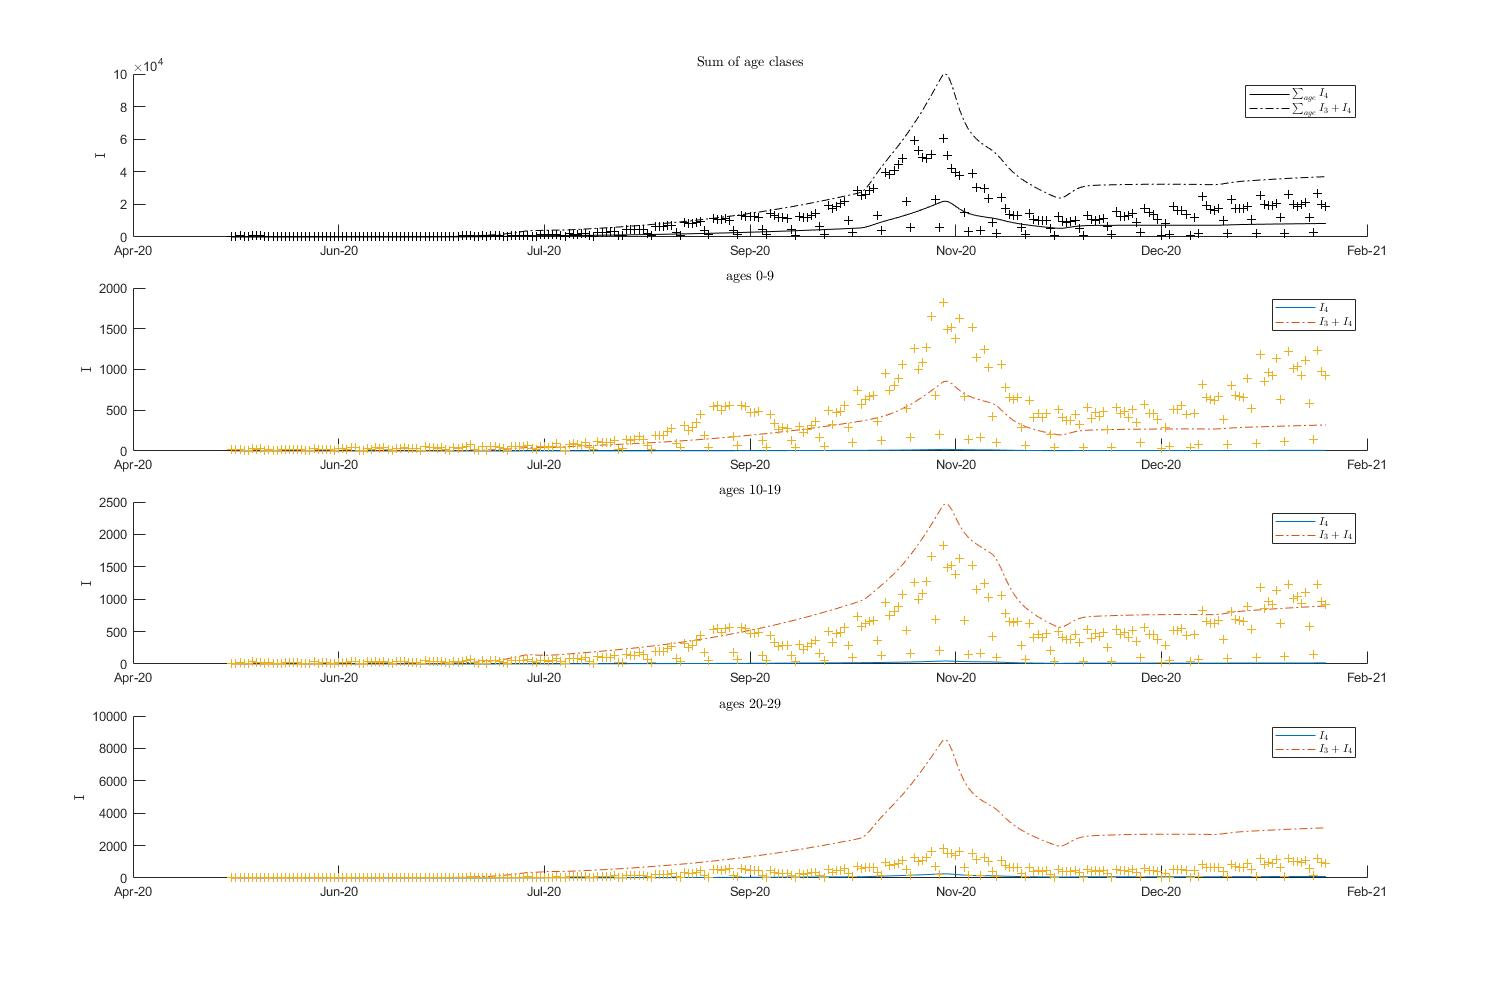 Sum of age clases
×10⁴
10
8
6
4
2
0
I
∑age I4
∑age I3 + I4
Apr-20 Jun-20 Jul-20 Sep-20 Nov-20 Dec-20 Feb-21
ages 0-9
2000
1500
1000
500
0
I
I4
I3 + I4
Apr-20 Jun-20 Jul-20 Sep-20 Nov-20 Dec-20 Feb-21
ages 10-19
2500
2000
1500
1000
500
0
I
I4
I3 + I4
Apr-20 Jun-20 Jul-20 Sep-20 Nov-20 Dec-20 Feb-21
ages 20-29
10000
8000
6000
4000
2000
0
I
I4
I3 + I4
Apr-20 Jun-20 Jul-20 Sep-20 Nov-20 Dec-20 Feb-21